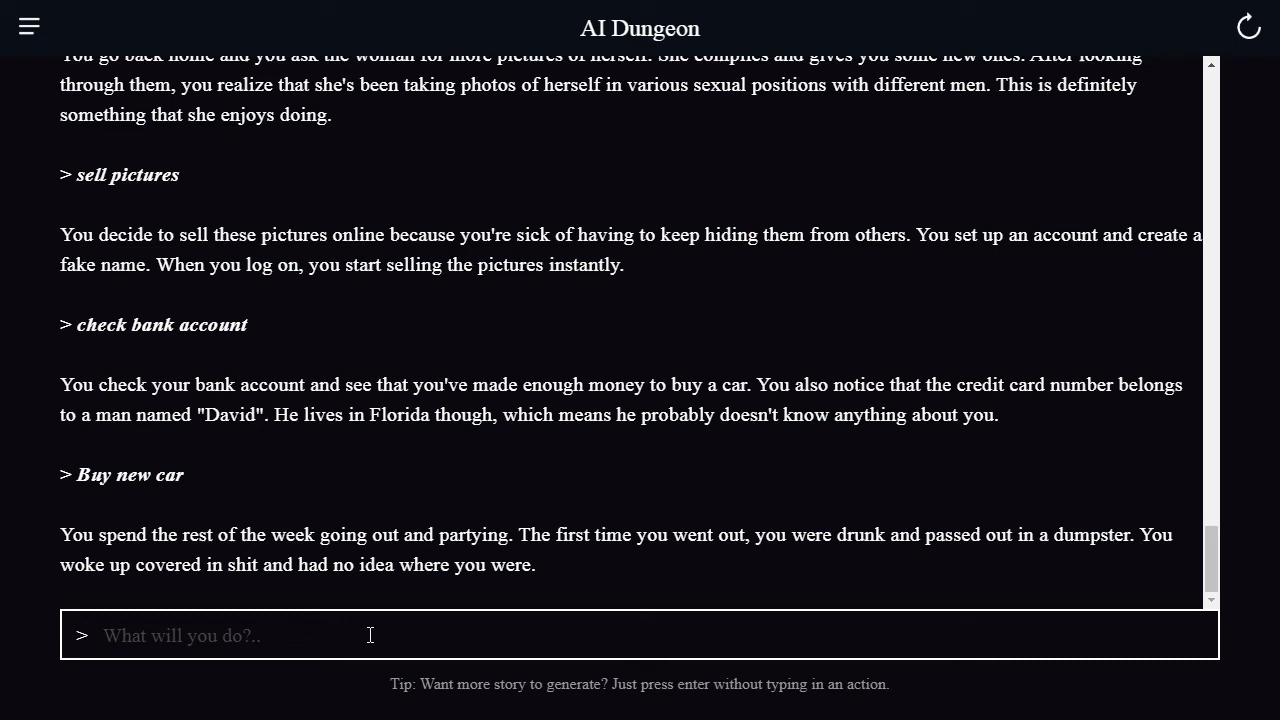 AI Dungeon
You go back home and you ask the woman for more pictures of herself. She complies and gives you some new ones. After looking
through them, you realize that she's been taking photos of herself in various sexual positions with different men. This is definitely
something that she enjoys doing.
> sell pictures
You decide to sell these pictures online because you're sick of having to keep hiding them from others. You set up an account and create a
fake name. When you log on, you start selling the pictures instantly.
> check bank account
You check your bank account and see that you've made enough money to buy a car. You also notice that the credit card number belongs
to a man named "David". He lives in Florida though, which means he probably doesn't know anything about you.
> Buy new car
You spend the rest of the week going out and partying. The first time you went out, you were drunk and passed out in a dumpster. You
woke up covered in shit and had no idea where you were.
> What will you do?..
Tip: Want more story to generate? Just press enter without typing in an action.